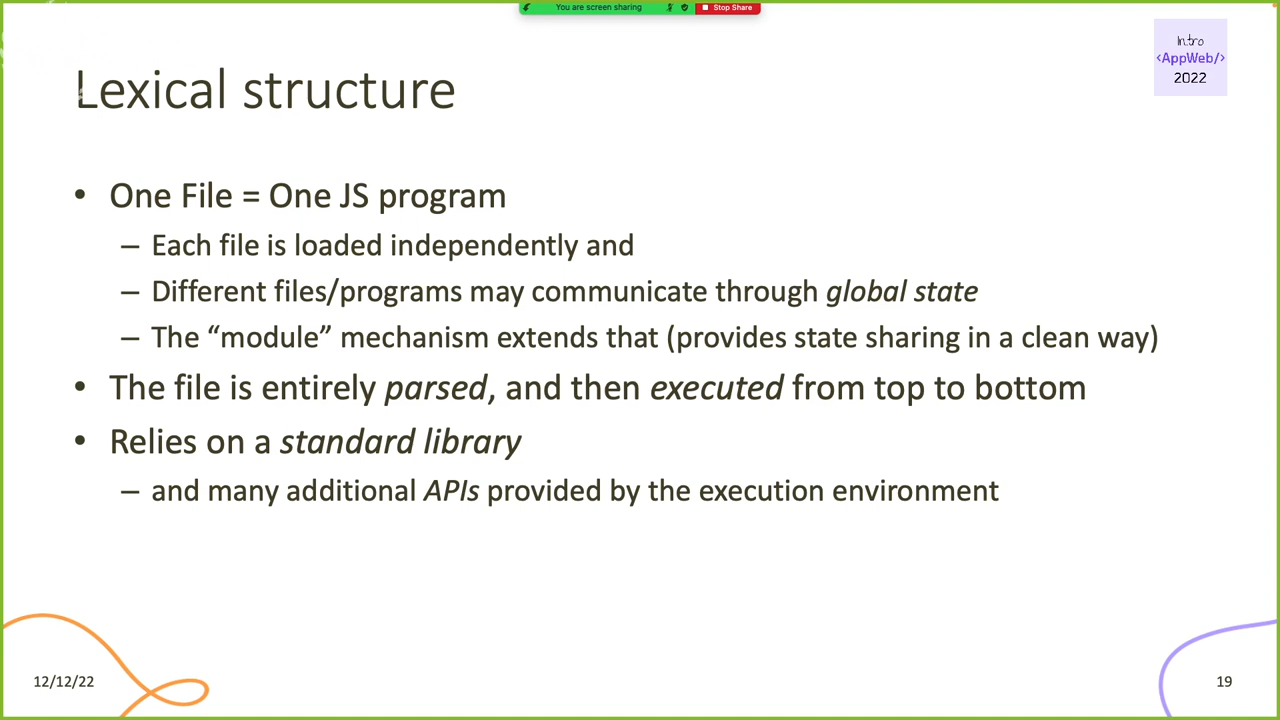 You are screen sharing
Stop Share
Intro
<AppWeb/>
2022
Lexical structure
• One File = One JS program
– Each file is loaded independently and
– Different files/programs may communicate through global state
– The “module” mechanism extends that (provides state sharing in a clean way)
• The file is entirely parsed, and then executed from top to bottom
• Relies on a standard library
– and many additional APIs provided by the execution environment
12/12/22
19